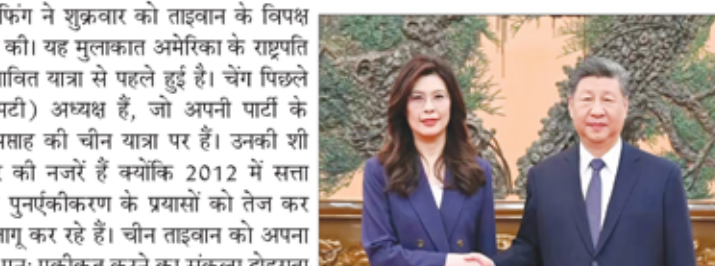 फिंग ने शुक्रवार को ताइवान के विपक्ष
की। यह मुलाकात अमेरिका के राष्ट्रपति
यात्रा से पहले हुई है। चेंग पिछले
अध्यक्ष हैं, जो अपनी पार्टी के
की चीन यात्रा पर हैं। उनकी शी
की नजरें हैं क्योंकि 2012 में सत्ता
पुनर्एकीकरण के प्रयासों को तेज कर
कर रहे हैं। चीन ताइवान को अपना